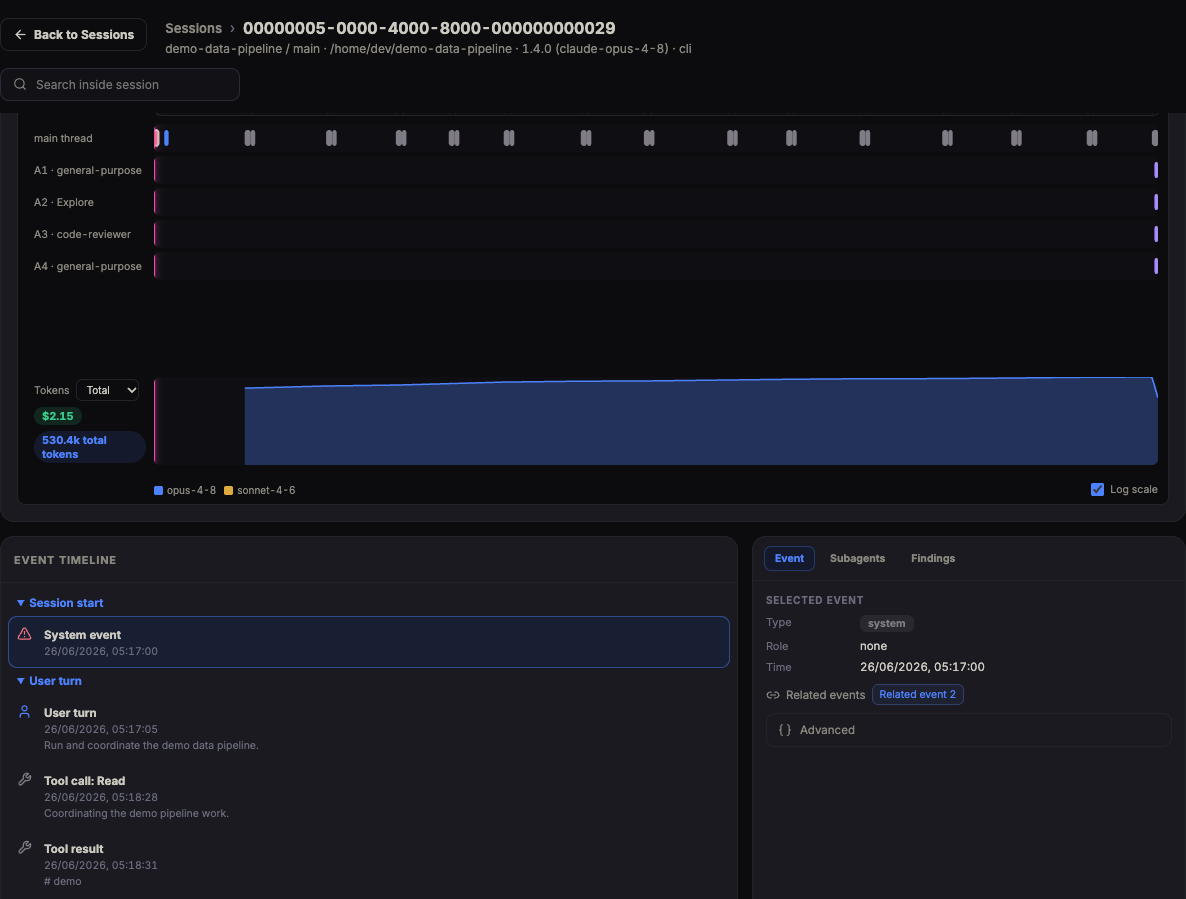 Back to Sessions
Sessions › 00000005-0000-4000-8000-000000000029
demo-data-pipeline / main · /home/dev/demo-data-pipeline · 1.4.0 (claude-opus-4-8) · cli
Search inside session
main thread
A1 · general-purpose
A2 · Explore
A3 · code-reviewer
A4 · general-purpose
Tokens Total
$2.15
530.4k total
tokens
opus-4-8 sonnet-4-6
Log scale
EVENT TIMELINE
Session start
System event
26/06/2026, 05:17:00
User turn
User turn
26/06/2026, 05:17:05
Run and coordinate the demo data pipeline.
Tool call: Read
26/06/2026, 05:18:28
Coordinating the demo pipeline work.
Tool result
26/06/2026, 05:18:31
# demo
Event Subagents Findings
SELECTED EVENT
Type system
Role none
Time 26/06/2026, 05:17:00
Related events Related event 2
{ } Advanced